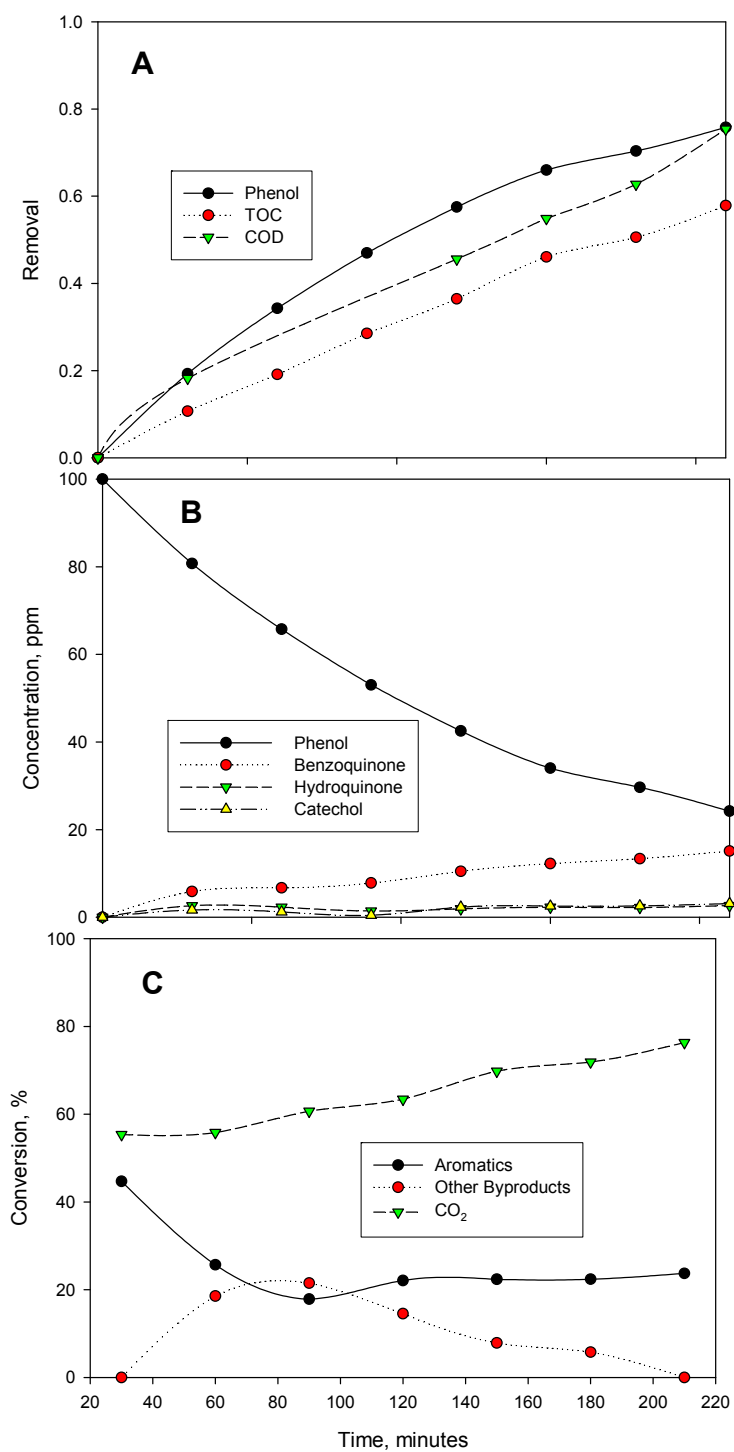 1.0
A
0.8
Phenol
TOC
COD
0.6
Removal
0.4
0.2
0.0
100
B
80
60
Concentration, ppm
Phenol
Benzoquinone
Hydroquinone
Catechol
40
20
0
100
C
80
60
Conversion, %
Aromatics
Other Byproducts
CO₂
40
20
0
20 40 60 80 100 120 140 160 180 200 220
Time, minutes